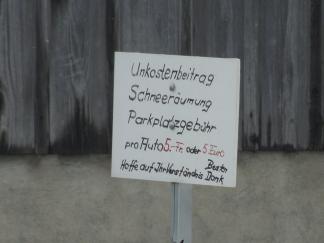 Unkostenbeitrag
Schneeräumung
Parkplatzgebühr
pro Auto 5.-Fr. oder 5.Euro
Hoffe auf Ihr Verständnis Besten Dank